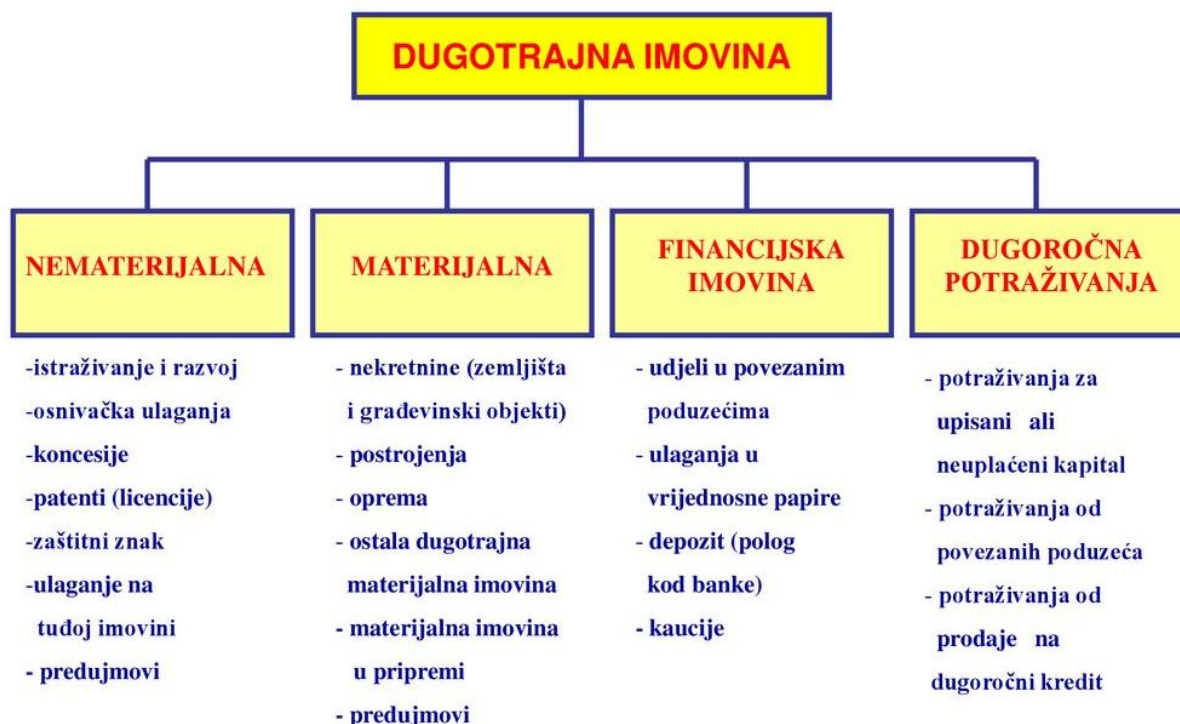 DUGOTRAJNA IMOVINA
NEMATERIJALNA
-istraživanje i razvoj
-osnivačka ulaganja
-koncesije
-patenti (licencije)
-zaštitni znak
-ulaganje na
tuđoj imovini
- predujmovi
MATERIJALNA
- nekretnine (zemljišta
i građevinski objekti)
- postrojenja
- oprema
- ostala dugotrajna
materijalna imovina
- materijalna imovina
u pripremi
- predujmovi
FINANCIJSKA
IMOVINA
- udjeli u povezanim
poduzećima
- ulaganja u
vrijednosne papire
- depozit (polog
kod banke)
- kaucije
DUGOROČNA
POTRAŽIVANJA
- potraživanja za
upisani ali
neuplaćeni kapital
- potraživanja od
povezanih poduzeća
- potraživanja od
prodaje na
dugoročni kredit